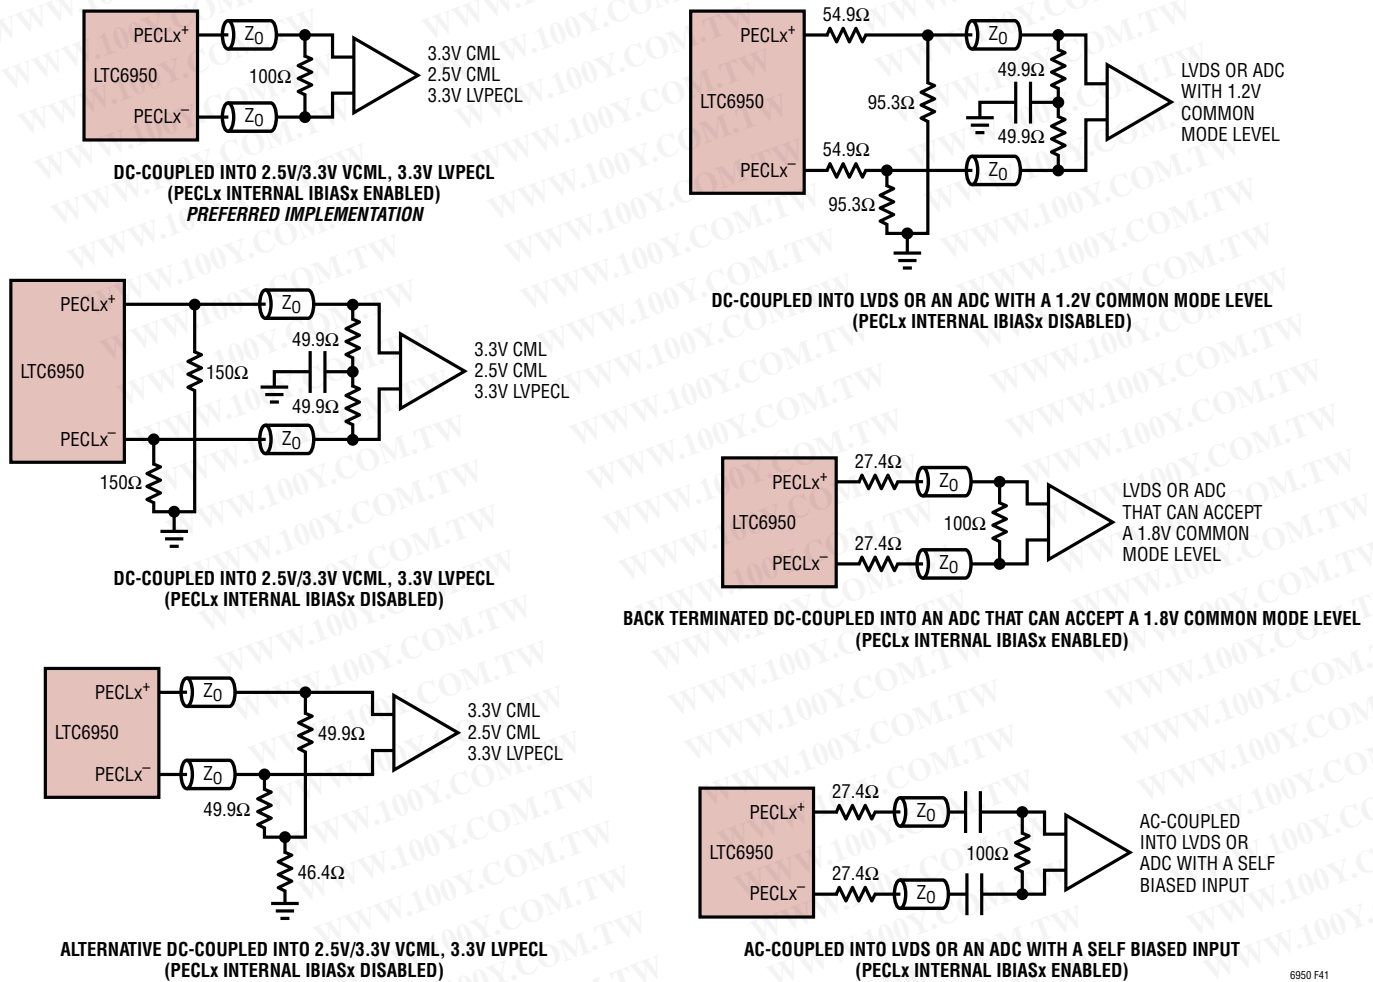 PECLx+
LTC6950
PECLx–
Z0
Z0
100Ω
3.3V CML
2.5V CML
3.3V LVPECL
DC-COUPLED INTO 2.5V/3.3V VCML, 3.3V LVPECL
(PECLx INTERNAL IBIASx ENABLED)
PREFERRED IMPLEMENTATION
PECLx+
LTC6950
PECLx–
150Ω
150Ω
Z0
Z0
49.9Ω
49.9Ω
3.3V CML
2.5V CML
3.3V LVPECL
DC-COUPLED INTO 2.5V/3.3V VCML, 3.3V LVPECL
(PECLx INTERNAL IBIASx DISABLED)
PECLx+
LTC6950
PECLx–
Z0
Z0
49.9Ω
49.9Ω
46.4Ω
3.3V CML
2.5V CML
3.3V LVPECL
ALTERNATIVE DC-COUPLED INTO 2.5V/3.3V VCML, 3.3V LVPECL
(PECLx INTERNAL IBIASx DISABLED)
PECLx+
LTC6950
PECLx–
54.9Ω
54.9Ω
95.3Ω
95.3Ω
Z0
Z0
49.9Ω
49.9Ω
LVDS OR ADC
WITH 1.2V
COMMON
MODE LEVEL
DC-COUPLED INTO LVDS OR AN ADC WITH A 1.2V COMMON MODE LEVEL
(PECLx INTERNAL IBIASx DISABLED)
PECLx+
LTC6950
PECLx–
27.4Ω
27.4Ω
Z0
Z0
100Ω
LVDS OR ADC
THAT CAN ACCEPT
A 1.8V COMMON
MODE LEVEL
BACK TERMINATED DC-COUPLED INTO AN ADC THAT CAN ACCEPT A 1.8V COMMON MODE LEVEL
(PECLx INTERNAL IBIASx ENABLED)
PECLx+
LTC6950
PECLx–
27.4Ω
27.4Ω
Z0
Z0
100Ω
AC-COUPLED
INTO LVDS OR
ADC WITH A SELF
BIASED INPUT
AC-COUPLED INTO LVDS OR AN ADC WITH A SELF BIASED INPUT
(PECLx INTERNAL IBIASx ENABLED)
6950 F41
WWW.100Y.COM.TW